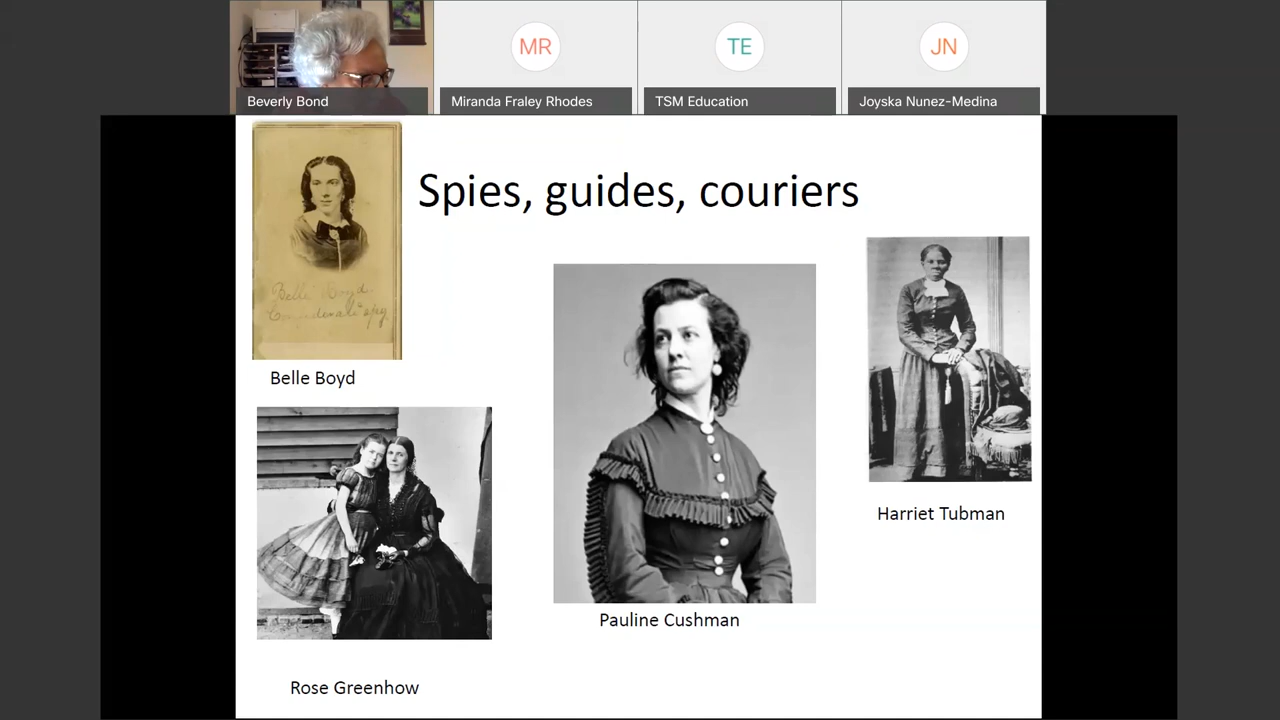 MR
TE
JN
Beverly Bond
Miranda Fraley Rhodes
TSM Education
Joyska Nunez-Medina
Spies, guides, couriers
Belle Boyd
Confederate spy
Belle Boyd
Harriet Tubman
Pauline Cushman
Rose Greenhow